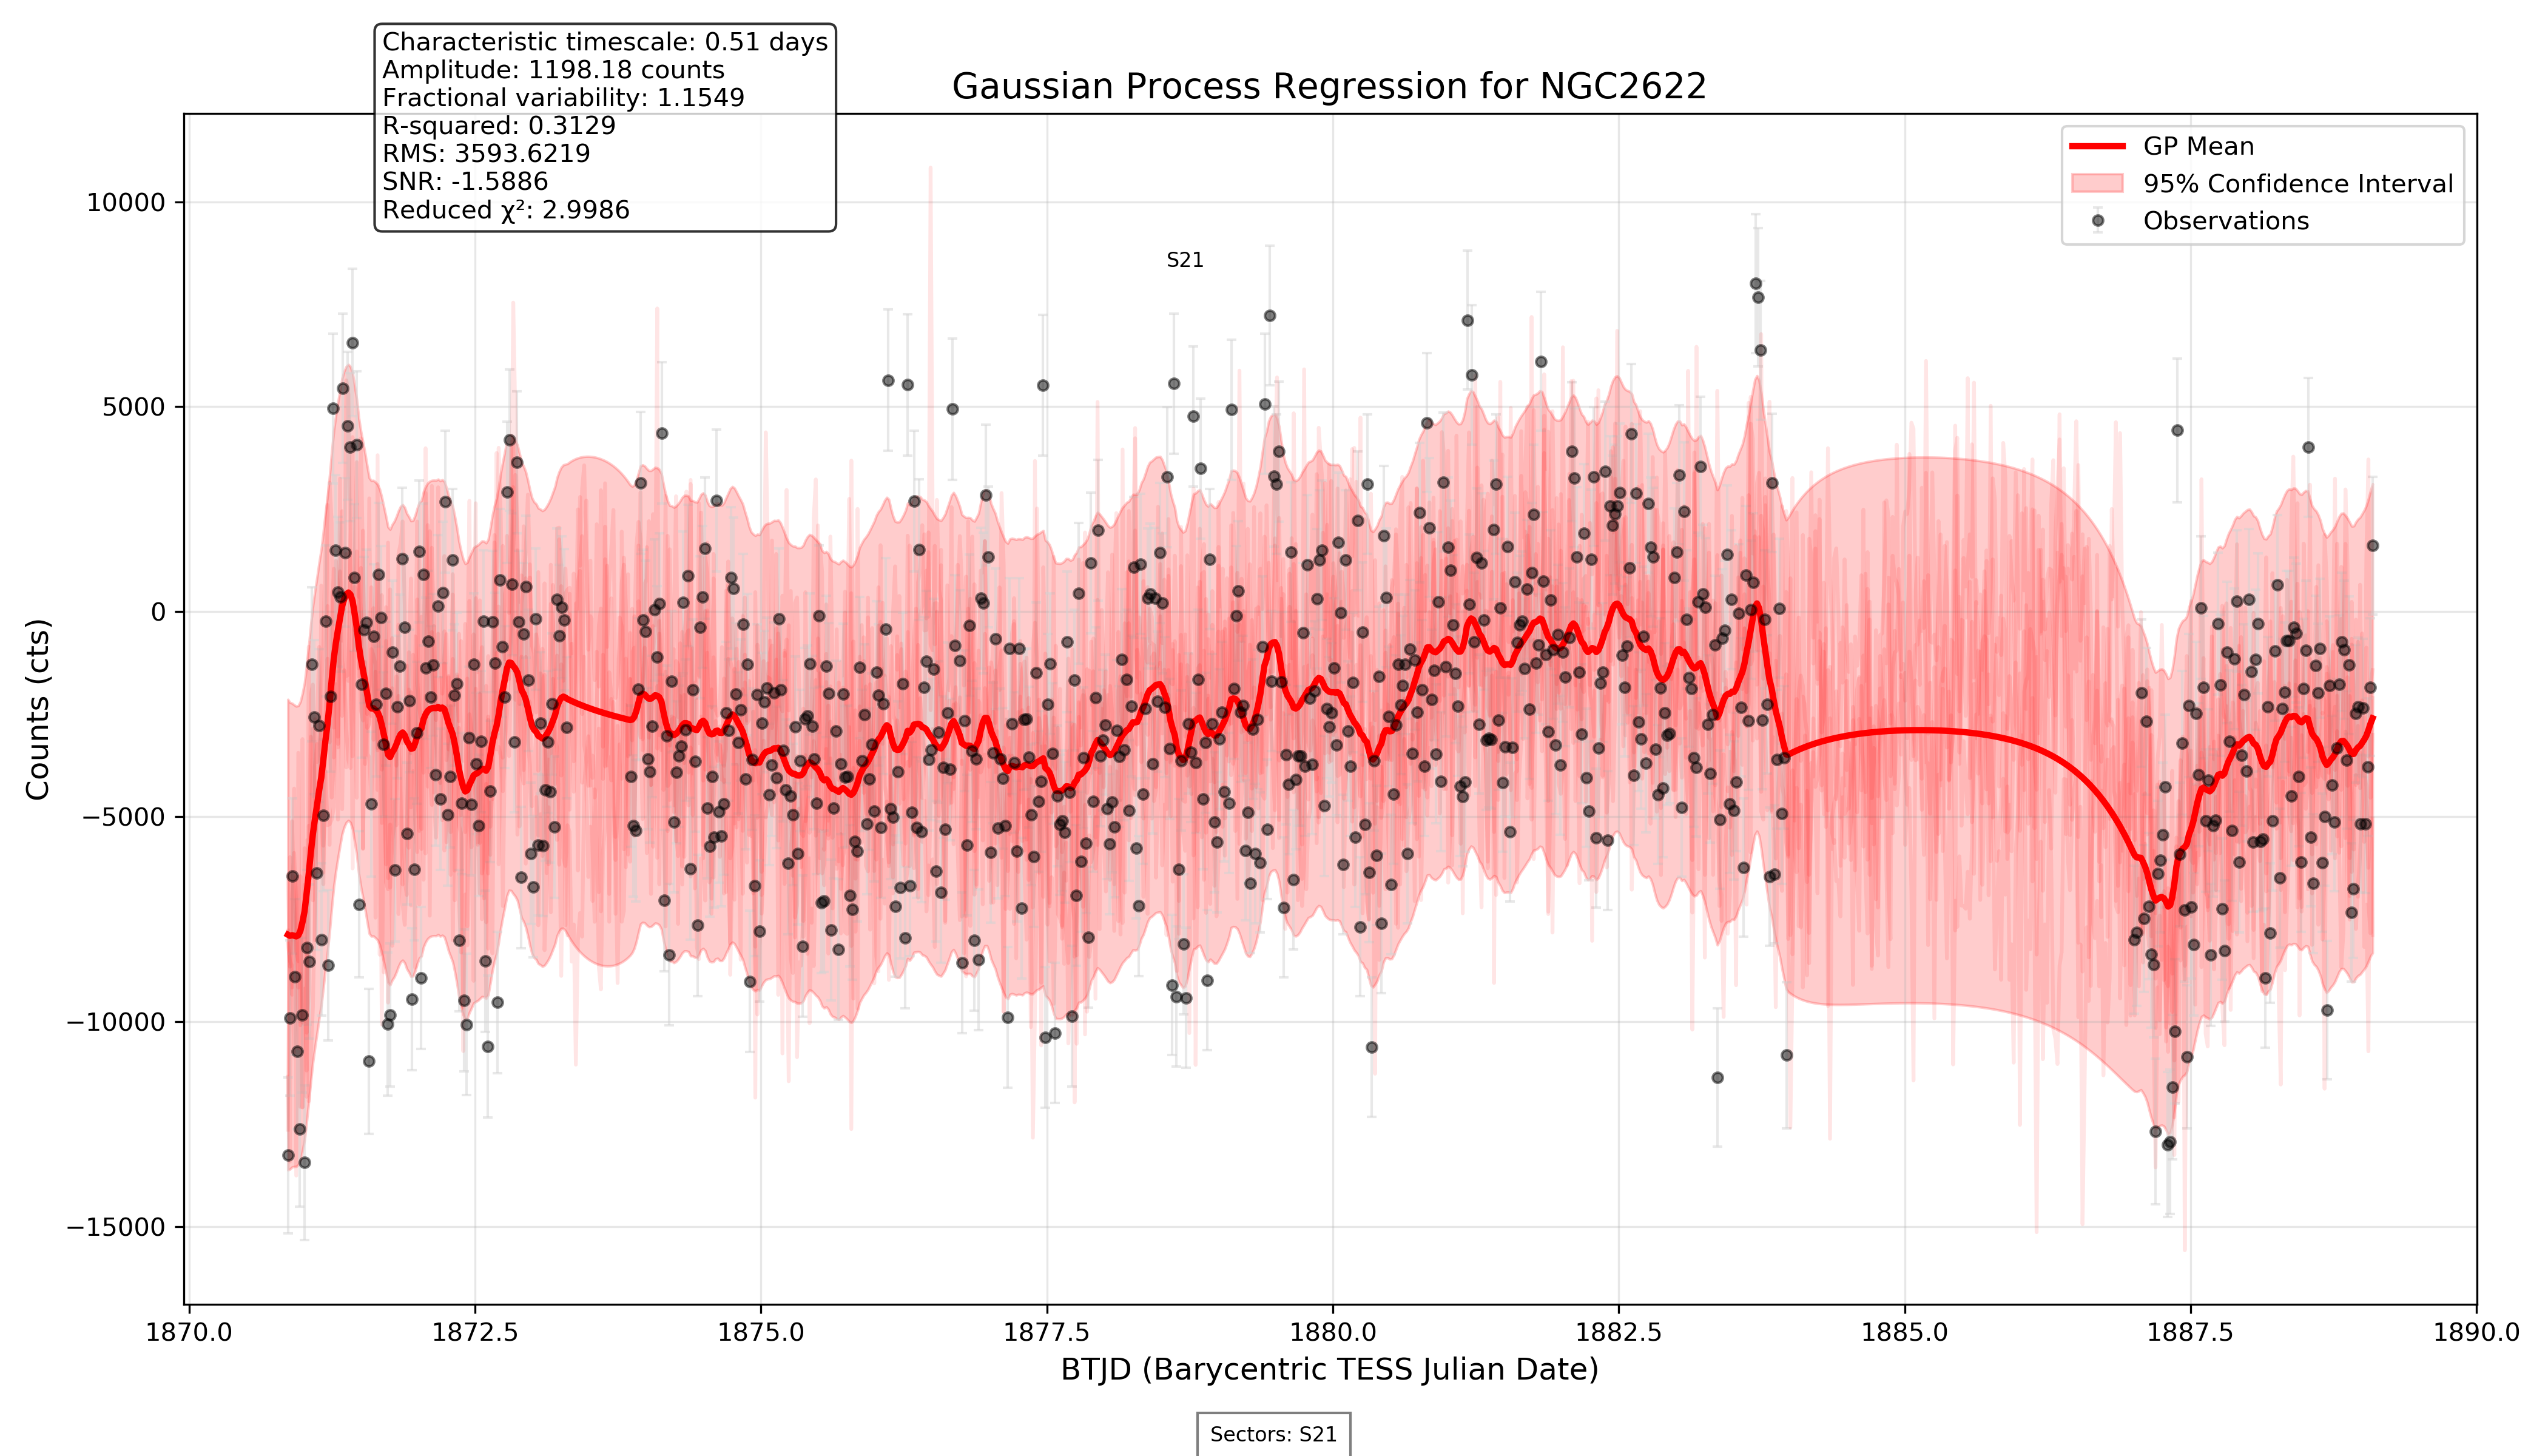 Characteristic timescale: 0.51 days
Amplitude: 1198.18 counts
Fractional variability: 1.1549
R-squared: 0.3129
RMS: 3593.6219
SNR: -1.5886
Reduced χ²: 2.9986
Gaussian Process Regression for NGC2622
GP Mean
95% Confidence Interval
Observations
S21
Counts (cts)
10000
5000
0
−5000
−10000
−15000
1870.0 1872.5 1875.0 1877.5 1880.0 1882.5 1885.0 1887.5 1890.0
BTJD (Barycentric TESS Julian Date)
Sectors: S21